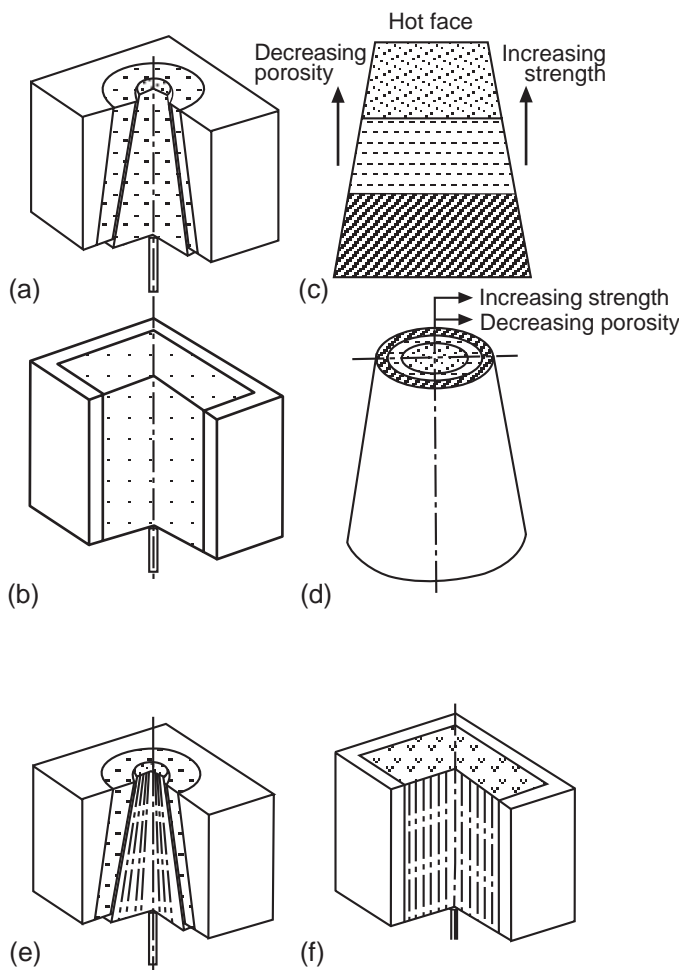 Hot face
Decreasing
porosity
Increasing
strength
(a)
(c)
Increasing strength
Decreasing porosity
(b)
(d)
(e)
(f)